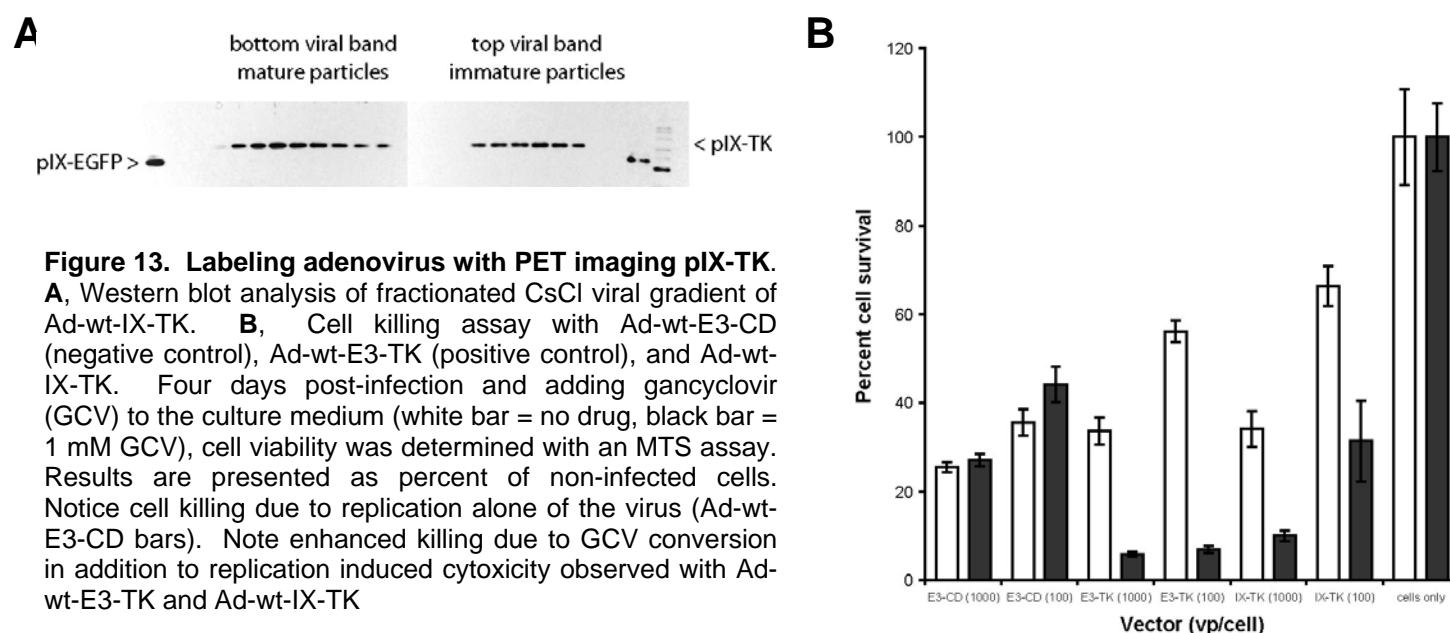 A
bottom viral band
mature particles
top viral band
immature particles
pIX-EGFP >
< pIX-TK
Figure 13. Labeling adenovirus with PET imaging pIX-TK.
A, Western blot analysis of fractionated CsCl viral gradient of
Ad-wt-IX-TK. B, Cell killing assay with Ad-wt-E3-CD
(negative control), Ad-wt-E3-TK (positive control), and Ad-wt-
IX-TK. Four days post-infection and adding gancyclovir
(GCV) to the culture medium (white bar = no drug, black bar =
1 mM GCV), cell viability was determined with an MTS assay.
Results are presented as percent of non-infected cells.
Notice cell killing due to replication alone of the virus (Ad-wt-
E3-CD bars). Note enhanced killing due to GCV conversion
in addition to replication induced cytoxicity observed with Ad-
wt-E3-TK and Ad-wt-IX-TK
B
Percent cell survival
120
100
80
60
40
20
0
E3-CD (1000) E3-CD (100) E3-TK (1000) E3-TK (100) IX-TK (1000) IX-TK (100) cells only
Vector (vp/cell)